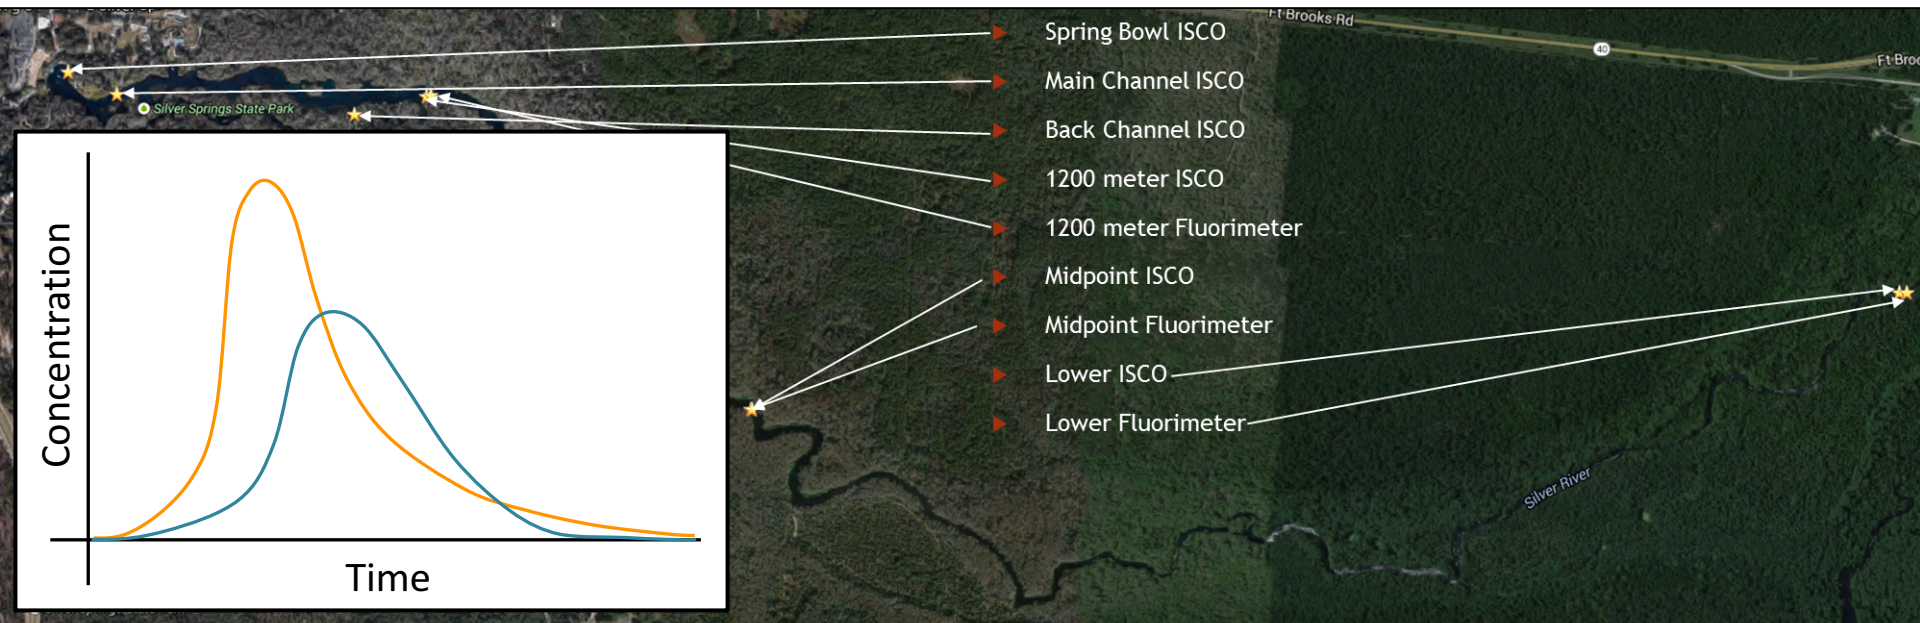 Ft Brooks Rd
40
Ft Broo
Spring Bowl ISCO
Main Channel ISCO
Back Channel ISCO
1200 meter ISCO
1200 meter Fluorimeter
Midpoint ISCO
Midpoint Fluorimeter
Lower ISCO
Lower Fluorimeter
Silver Springs State Park
Concentration
Time
Silver River